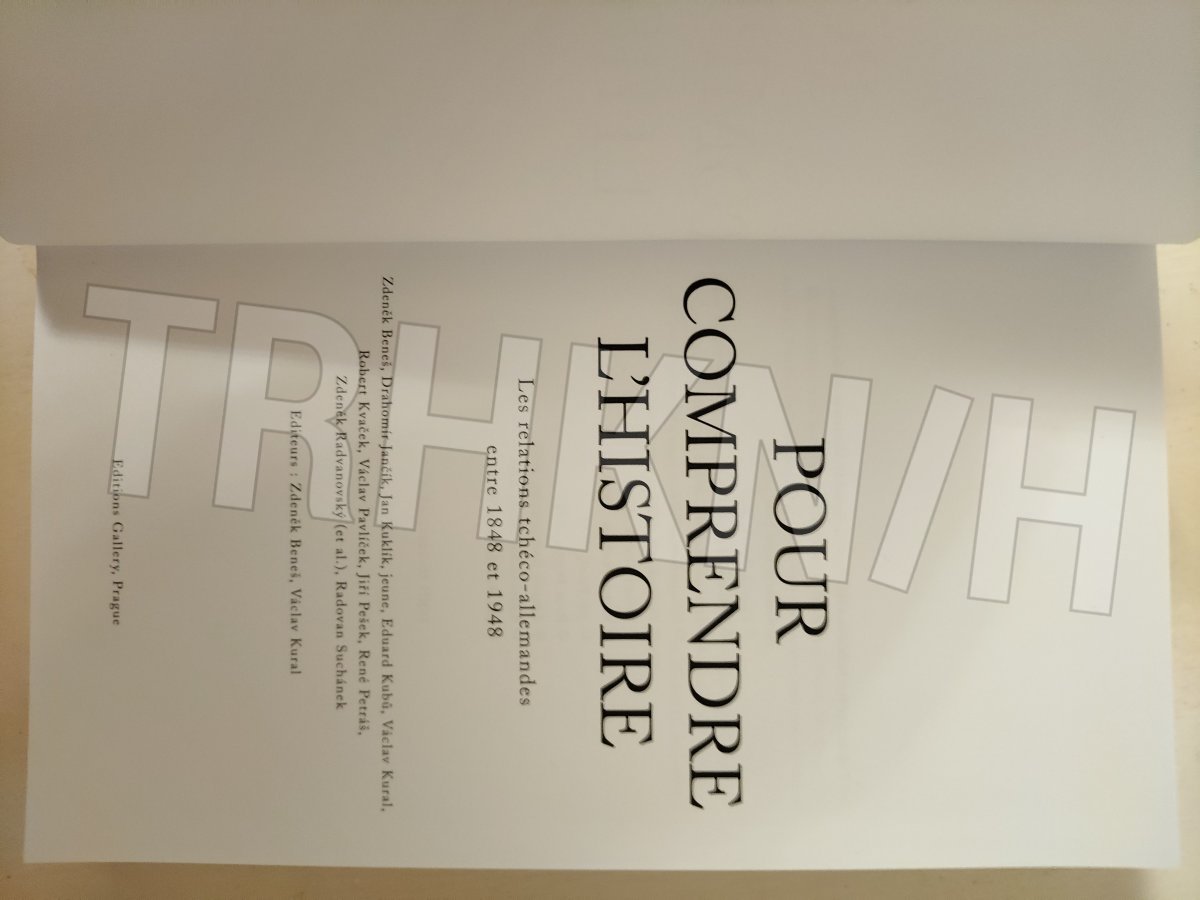 POUR
COMPRENDRE
L'HISTOIRE
Les relations tchéco-allemandes
entre 1848 et 1948
Zdeněk Beneš, Drahomír Jančík, Jan Kuklík, jeune, Eduard Kubů, Václav Kural,
Robert Kvaček, Václav Pavlíček, Jiří Pešek, René Petráš,
Zdeněk Radvanovský (et al.), Radovan Suchánek
Editeurs : Zdeněk Beneš, Václav Kural
Editions Gallery, Prague
TRHKN/H